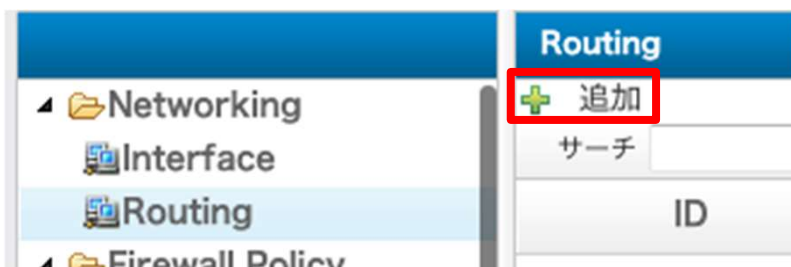 Routing
Networking
追加
Interface
サーチ
Routing
ID
Firewall Policy